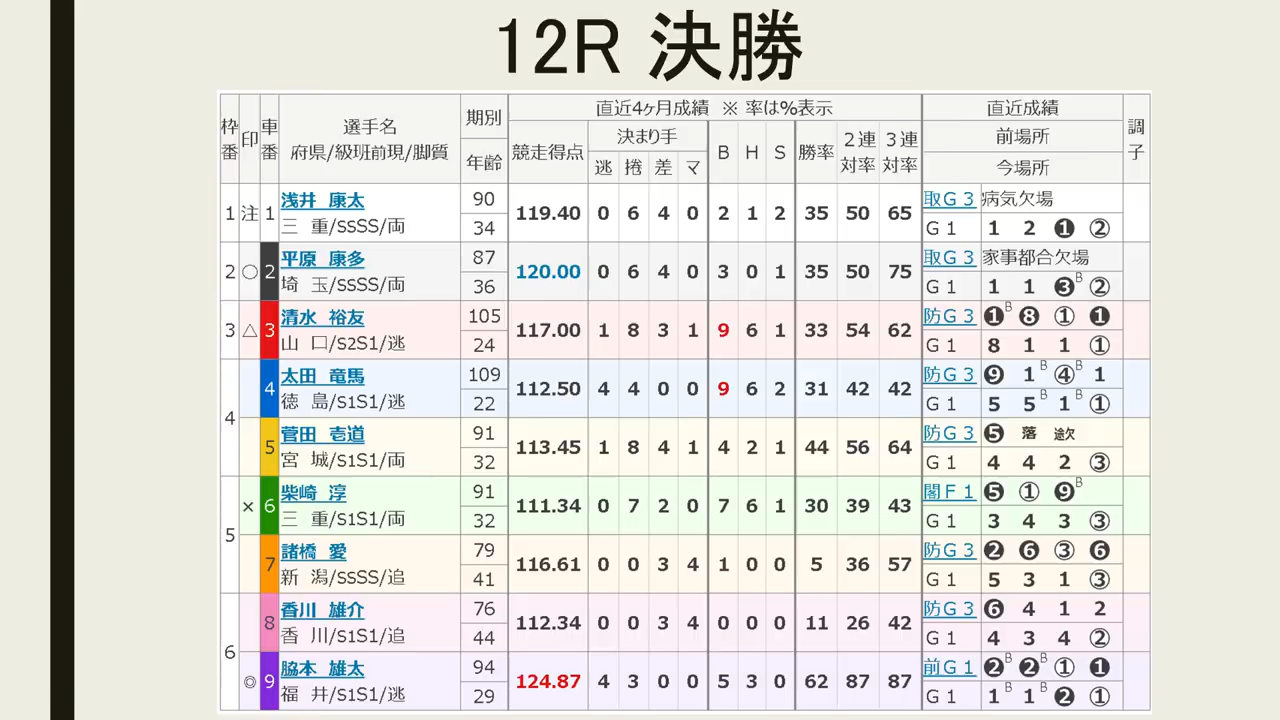 12R 決勝
枠番 印 車番 選手名 府県/級班前現/脚質 期別 年齢 競走得点 直近4ヶ月成績 ※ 率は%表示 直近成績 調子
決まり手 逃 捲 差 マ B H S 勝率 2連対率 3連対率 前場所 今場所
1 注 1 浅井 康太 90 119.40 0 6 4 0 2 1 2 35 50 65 取G3 病気欠場
三 重/SSSS/両 34 G1 1 2 ❶ ②
2 ○ 2 平原 康多 87 120.00 0 6 4 0 3 0 1 35 50 75 取G3 家事都合欠場
埼 玉/SSSS/両 36 G1 1 1 ❸B ②
3 △ 3 清水 裕友 105 117.00 1 8 3 1 9 6 1 33 54 62 防G3 ❶B ❽ ① ❶
山 口/S2S1/逃 24 G1 8 1 1 ①
4 4 太田 竜馬 109 112.50 4 4 0 0 9 6 2 31 42 42 防G3 ❾ 1B ④B 1
徳 島/S1S1/逃 22 G1 5 5B 1B ①
5 菅田 壱道 91 113.45 1 8 4 1 4 2 1 44 56 64 防G3 ❺ 落 途欠
宮 城/S1S1/両 32 G1 4 4 2 ③
5 × 6 柴崎 淳 91 111.34 0 7 2 0 7 6 1 30 39 43 閣F1 ❺ ① ❾B
三 重/S1S1/両 32 G1 3 4 3 ③
7 諸橋 愛 79 116.61 0 0 3 4 1 0 0 5 36 57 防G3 ❷ ❻ ③ ❻
新 潟/SSSS/追 41 G1 5 3 1 ③
6 8 香川 雄介 76 112.34 0 0 3 4 0 0 0 11 26 42 防G3 ❻ 4 1 2
香 川/S1S1/追 44 G1 4 3 4 ②
◎ 9 脇本 雄太 94 124.87 4 3 0 0 5 3 0 62 87 87 前G1 ❷B ❷B ① ❶
福 井/S1S1/逃 29 G1 1B 1B ❷ ①